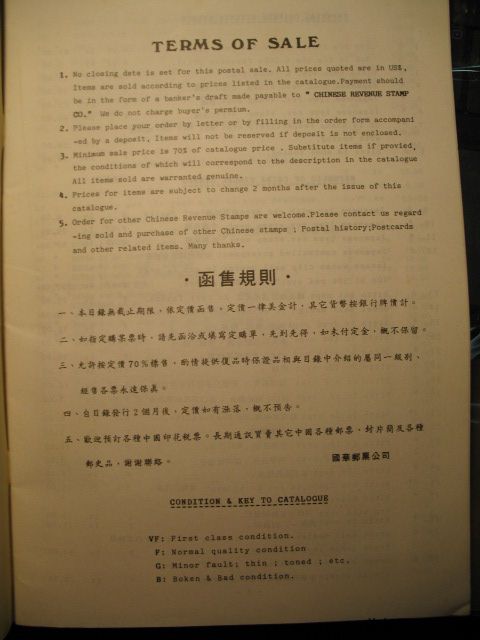 TERMS OF SALE
1. No closing date is set for this postal sale. All prices quoted are in US$,
Items are sold according to prices listed in the catalogue.Payment should
be in the form of a banker's draft made payable to " CHINESE REVENUE STAMP
CO." We do not charge buyer's permium.
2. Please place your order by letter or by filling in the order form accompani
-ed by a deposit, Items will not be reserved if deposit is not enclosed.
3. Minimum sale price is 70% of catalogue price . Substitute items if provied,
the conditions of which will correspond to the description in the catalogue
All items sold are warranted genuine.
4. Prices for items are subject to change 2 months after the issue of this
catalogue.
5. Order for other Chinese Revenue Stamps are welcome.Please contact us regard
-ing sold and purchase of other Chinese stamps ; Postal history;Postcards
and other related items. Many thanks.
·函售規則·
一、本目錄無截止期限,依定價函售,定價一律美金計,其它貨幣按銀行牌價計。
二、如指定購某票時,請先函洽或填寫定購單,先到先得,如未付定金,概不保留。
三、允許按定價70%標售,酌情提供復品時保證品相與目錄中介紹的屬同一級列、
經售各票永遠保真。
四、台目錄發行2個月後,定價如有漲落,概不預告。
五、歡迎預訂各種中國印花稅票。長期通訊買賣其它中國各種郵票、封片簡及各種
郵史品,謝謝聯略。
國華郵票公司
CONDITION & KEY TO CATALOGUE
VF: First class condition.
F: Normal quality condition
G: Minor fault; thin ; toned ; etc.
B: Boken & Bad condition.